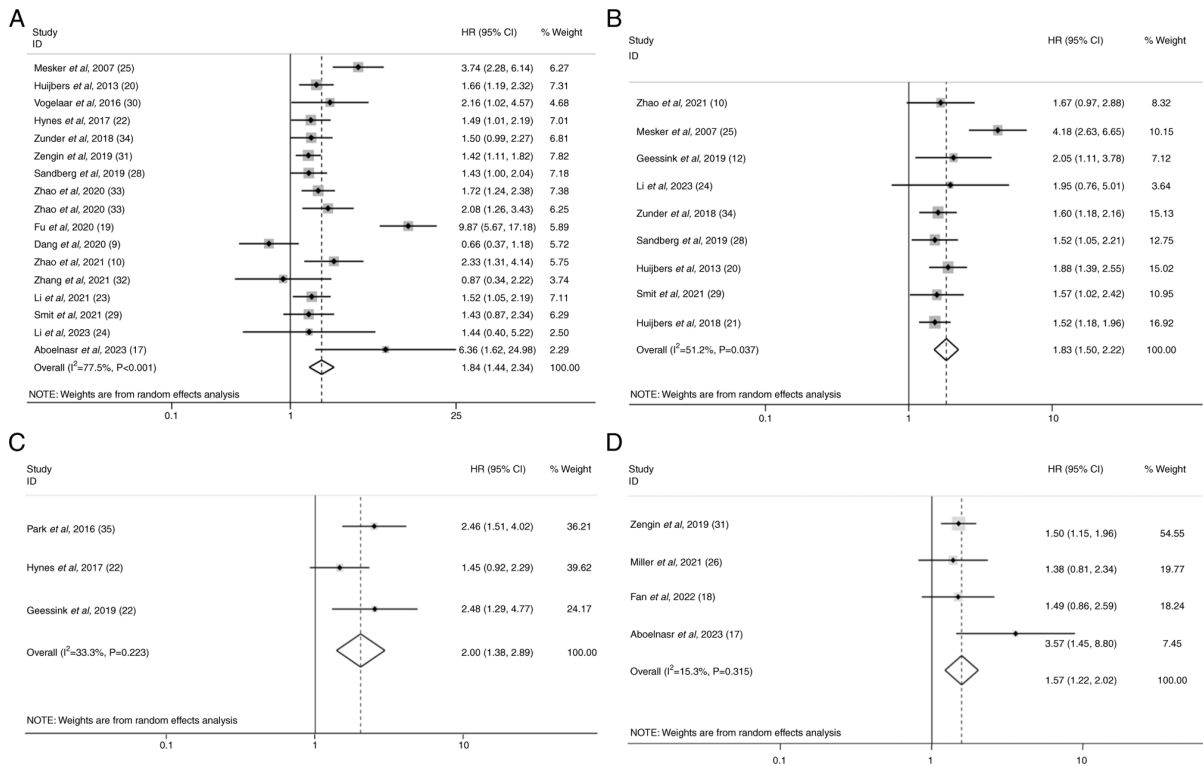 A
Study HR (95% CI) % Weight
ID
Mesker et al, 2007 (25) 3.74 (2.28, 6.14) 6.27
Huijbers et al, 2013 (20) 1.66 (1.19, 2.32) 7.31
Vogelaar et al, 2016 (30) 2.16 (1.02, 4.57) 4.68
Hynes et al, 2017 (22) 1.49 (1.01, 2.19) 7.01
Zunder et al, 2018 (34) 1.50 (0.99, 2.27) 6.81
Zengin et al, 2019 (31) 1.42 (1.11, 1.82) 7.82
Sandberg et al, 2019 (28) 1.43 (1.00, 2.04) 7.18
Zhao et al, 2020 (33) 1.72 (1.24, 2.38) 7.38
Zhao et al, 2020 (33) 2.08 (1.26, 3.43) 6.25
Fu et al, 2020 (19) 9.87 (5.67, 17.18) 5.89
Dang et al, 2020 (9) 0.66 (0.37, 1.18) 5.72
Zhao et al, 2021 (10) 2.33 (1.31, 4.14) 5.75
Zhang et al, 2021 (32) 0.87 (0.34, 2.22) 3.74
Li et al, 2021 (23) 1.52 (1.05, 2.19) 7.11
Smit et al, 2021 (29) 1.43 (0.87, 2.34) 6.29
Li et al, 2023 (24) 1.44 (0.40, 5.22) 2.50
Aboelnasr et al, 2023 (17) 6.36 (1.62, 24.98) 2.29
Overall (I²=77.5%, P<0.001) 1.84 (1.44, 2.34) 100.00
NOTE: Weights are from random effects analysis
0.1 1 25
B
Study HR (95% CI) % Weight
ID
Zhao et al, 2021 (10) 1.67 (0.97, 2.88) 8.32
Mesker et al, 2007 (25) 4.18 (2.63, 6.65) 10.15
Geessink et al, 2019 (12) 2.05 (1.11, 3.78) 7.12
Li et al, 2023 (24) 1.95 (0.76, 5.01) 3.64
Zunder et al, 2018 (34) 1.60 (1.18, 2.16) 15.13
Sandberg et al, 2019 (28) 1.52 (1.05, 2.21) 12.75
Huijbers et al, 2013 (20) 1.88 (1.39, 2.55) 15.02
Smit et al, 2021 (29) 1.57 (1.02, 2.42) 10.95
Huijbers et al, 2018 (21) 1.52 (1.18, 1.96) 16.92
Overall (I²=51.2%, P=0.037) 1.83 (1.50, 2.22) 100.00
NOTE: Weights are from random effects analysis
0.1 1 10
C
Study HR (95% CI) % Weight
ID
Park et al, 2016 (35) 2.46 (1.51, 4.02) 36.21
Hynes et al, 2017 (22) 1.45 (0.92, 2.29) 39.62
Geessink et al, 2019 (22) 2.48 (1.29, 4.77) 24.17
Overall (I²=33.3%, P=0.223) 2.00 (1.38, 2.89) 100.00
NOTE: Weights are from random effects analysis
0.1 1 10
D
Study HR (95% CI) % Weight
ID
Zengin et al, 2019 (31) 1.50 (1.15, 1.96) 54.55
Miller et al, 2021 (26) 1.38 (0.81, 2.34) 19.77
Fan et al, 2022 (18) 1.49 (0.86, 2.59) 18.24
Aboelnasr et al, 2023 (17) 3.57 (1.45, 8.80) 7.45
Overall (I²=15.3%, P=0.315) 1.57 (1.22, 2.02) 100.00
NOTE: Weights are from random effects analysis
0.1 1 10